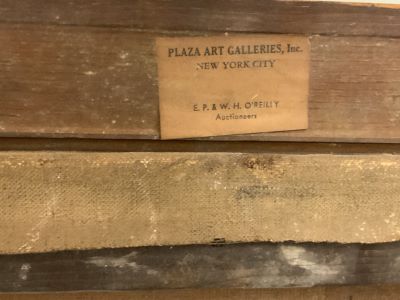 PLAZA ART GALLERIES, Inc.
NEW YORK CITY
E. P. & W. H. O'REILLY
Auctioneers